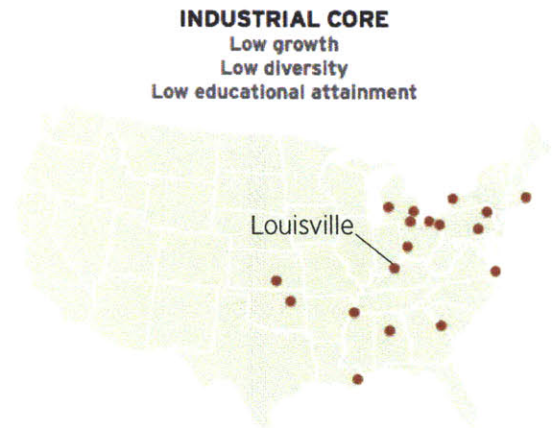 INDUSTRIAL CORE
Low growth
Low diversity
Low educational attainment
Louisville